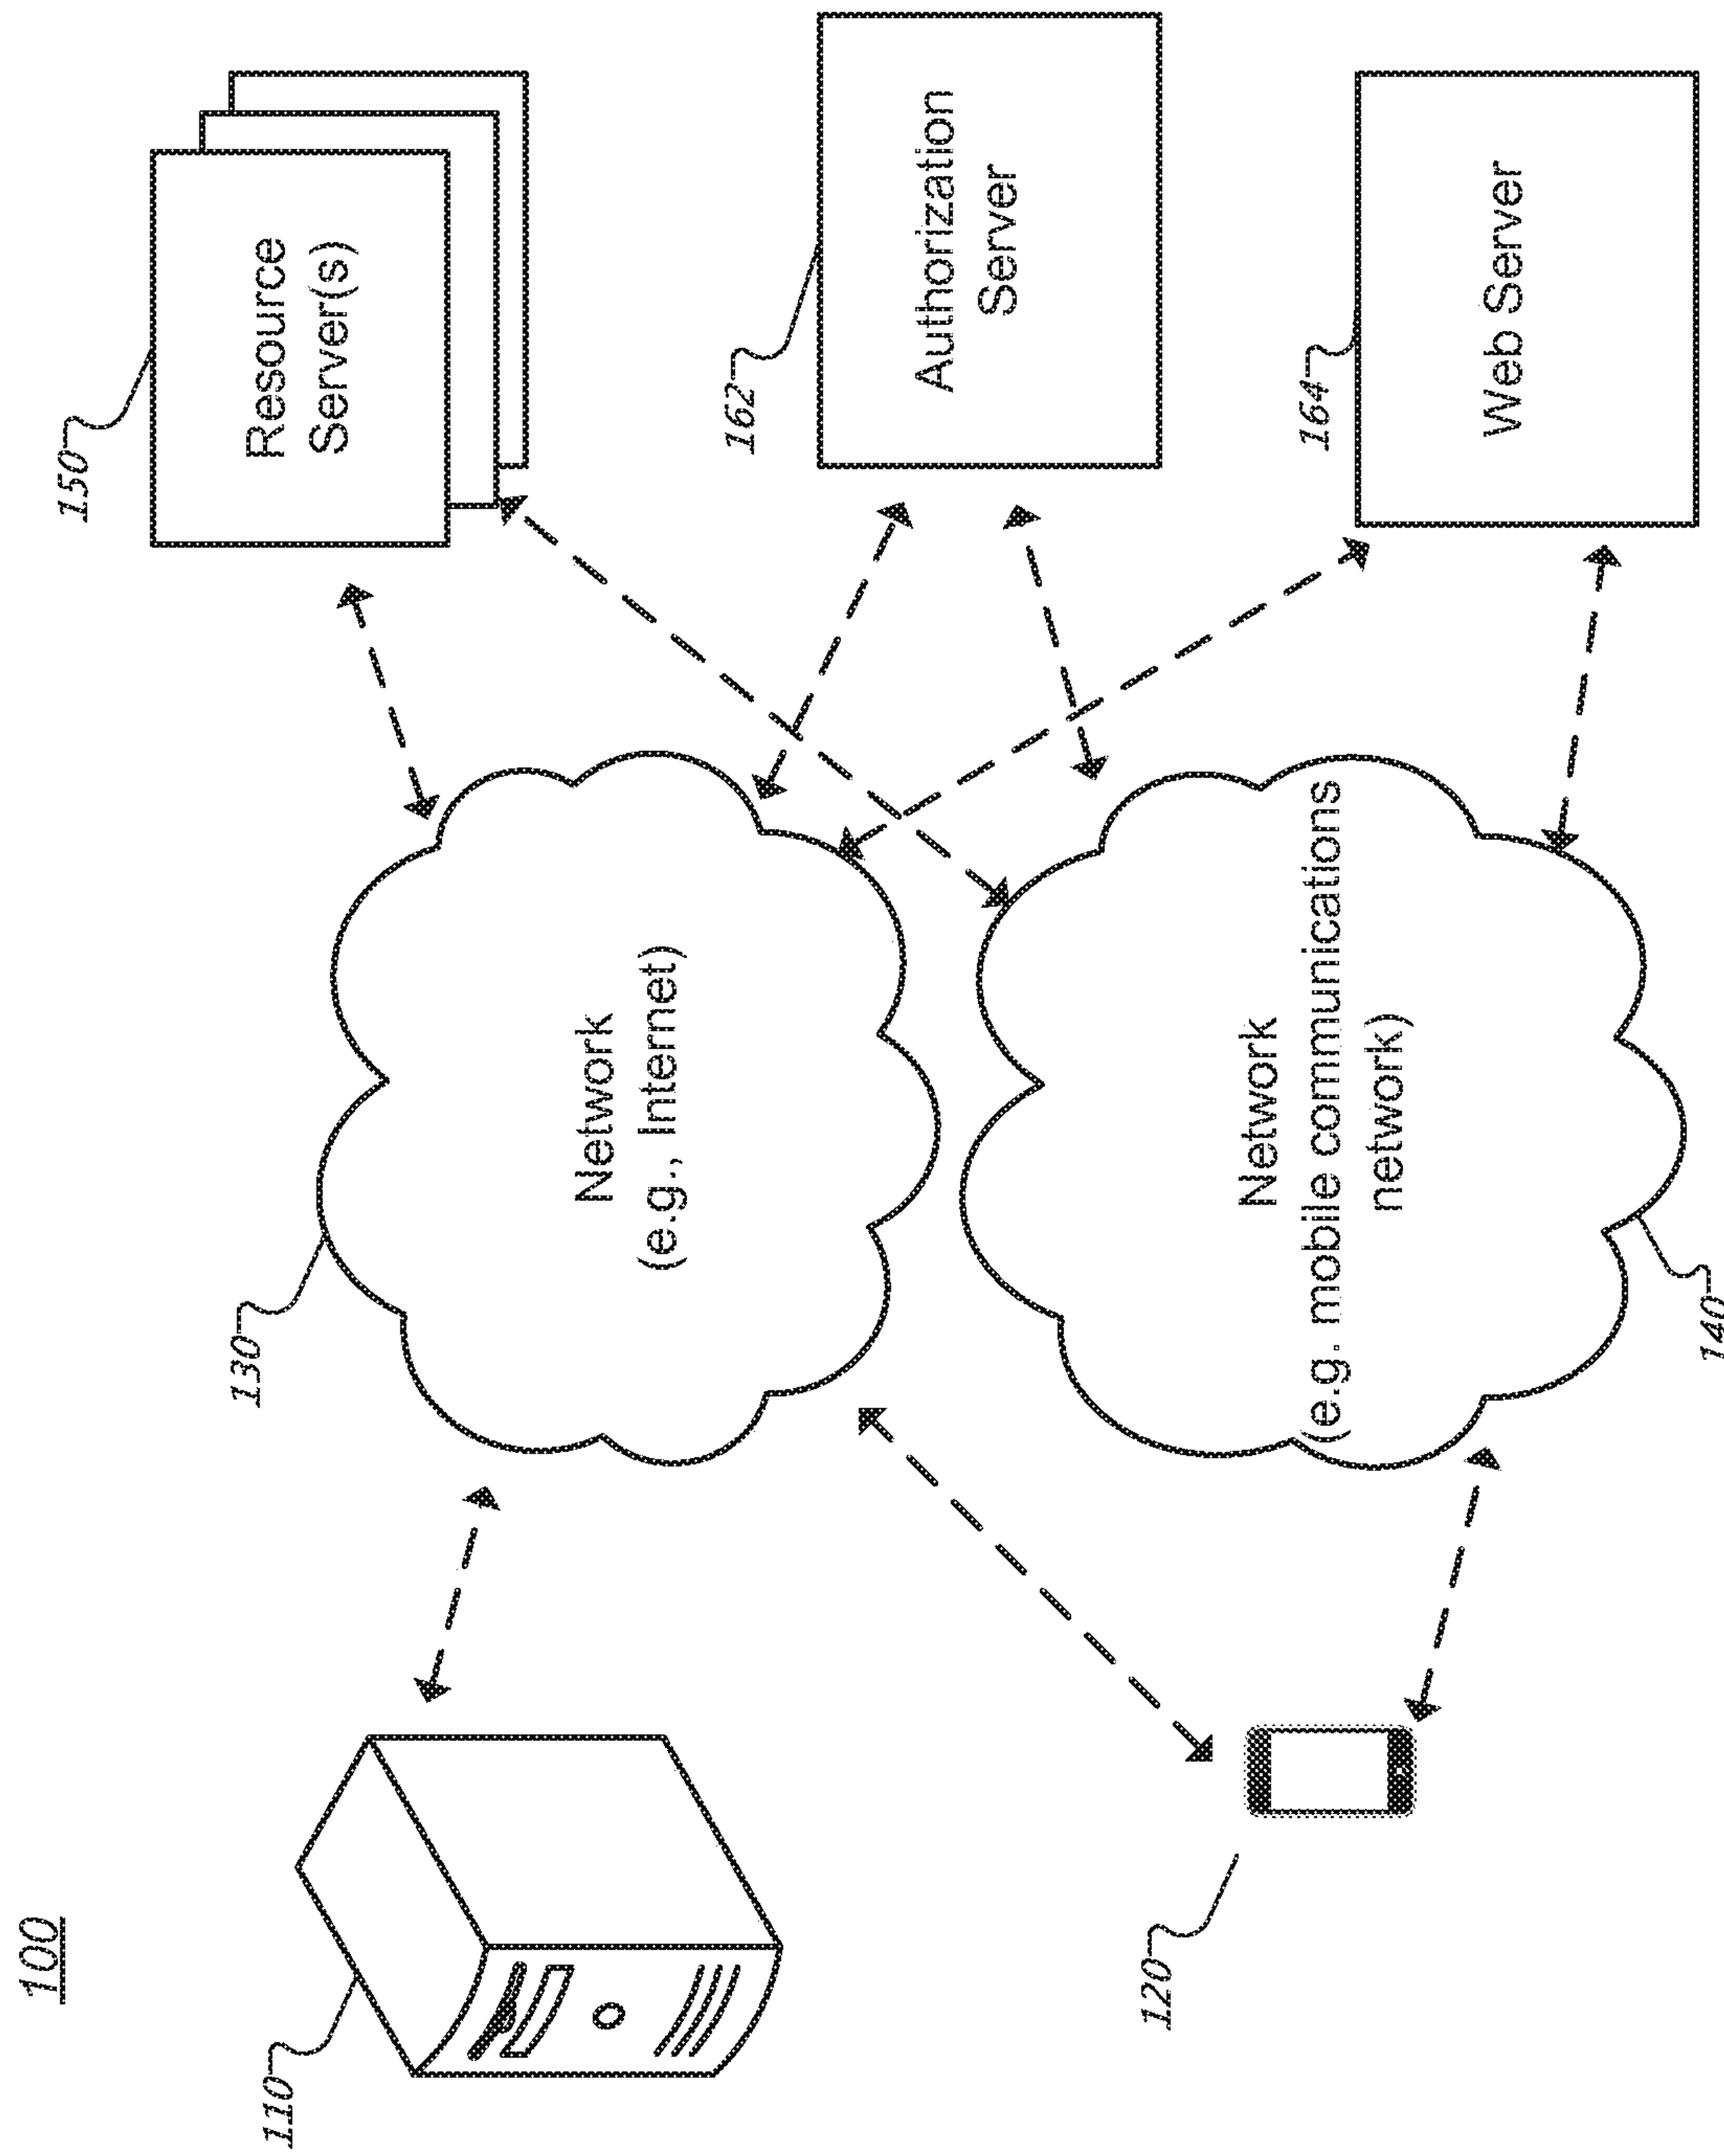 100
110
120
130
Network
(e.g., Internet)
140
Network
(e.g. mobile communications
network)
150
Resource
Server(s)
162
Authorization
Server
164
Web Server